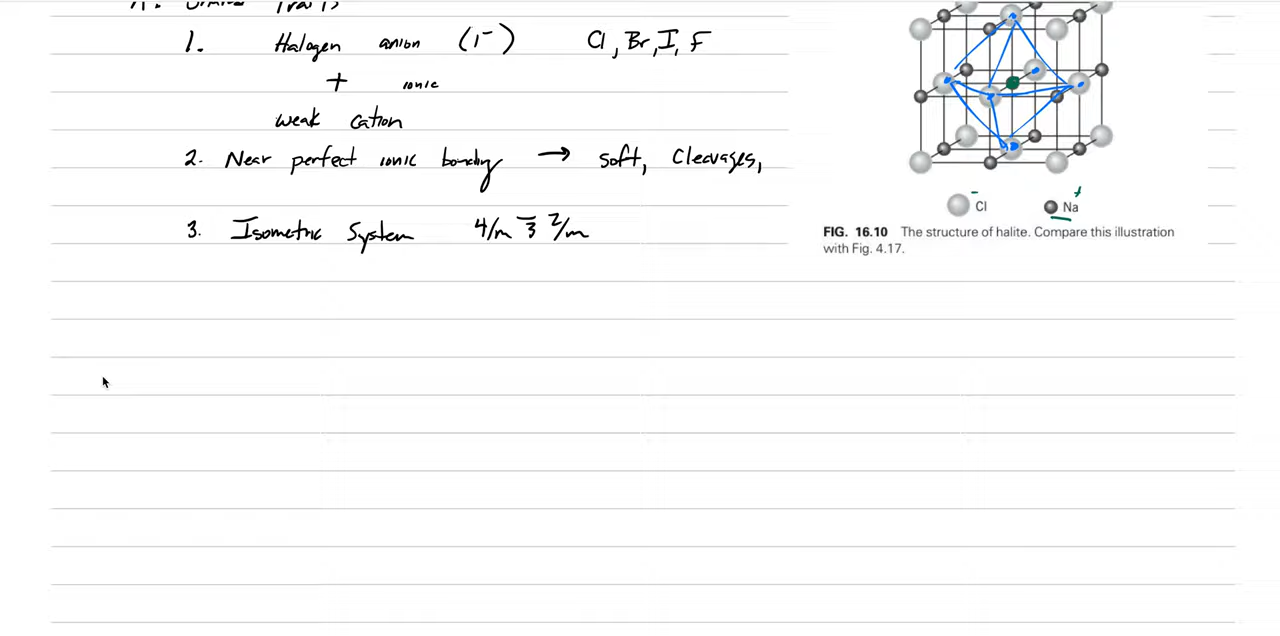 1. Halogen anion (1⁻) Cl, Br, I, F
+ ionic
weak cation
2. Near perfect ionic bonding → soft, Cleavages,
3. Isometric System 4/m 3̅ 2/m
- +
Cl Na
FIG. 16.10 The structure of halite. Compare this illustration
with Fig. 4.17.